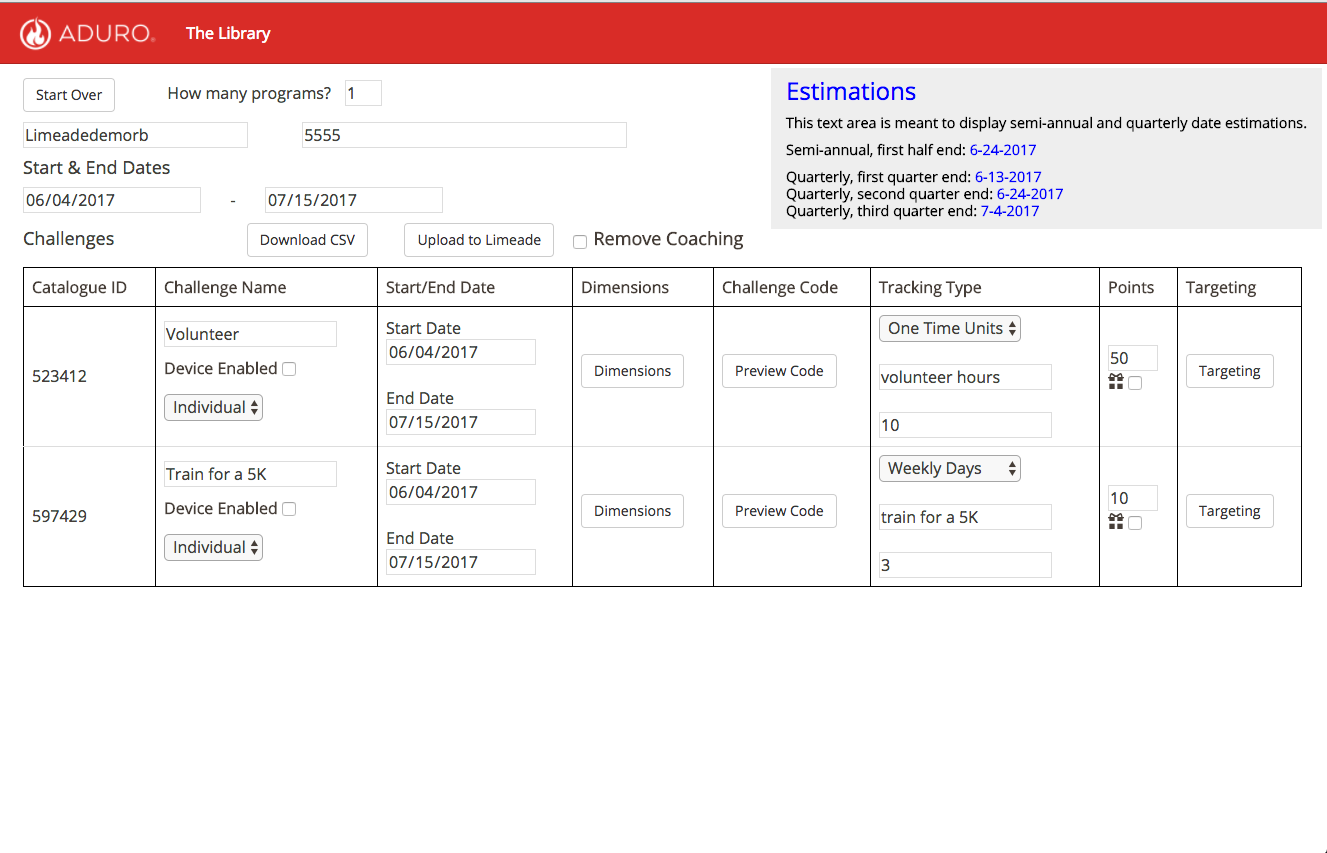 ADURO. The Library
Start Over How many programs? 1
Limeadedemorb 5555
Start & End Dates
06/04/2017 - 07/15/2017
Estimations
This text area is meant to display semi-annual and quarterly date estimations.
Semi-annual, first half end: 6-24-2017
Quarterly, first quarter end: 6-13-2017
Quarterly, second quarter end: 6-24-2017
Quarterly, third quarter end: 7-4-2017
Challenges Download CSV Upload to Limeade Remove Coaching
Catalogue ID Challenge Name Start/End Date Dimensions Challenge Code Tracking Type Points Targeting
523412
Volunteer
Device Enabled
Individual
Start Date
06/04/2017
End Date
07/15/2017
Dimensions
Preview Code
One Time Units
volunteer hours
10
50
Targeting
597429
Train for a 5K
Device Enabled
Individual
Start Date
06/04/2017
End Date
07/15/2017
Dimensions
Preview Code
Weekly Days
train for a 5K
3
10
Targeting